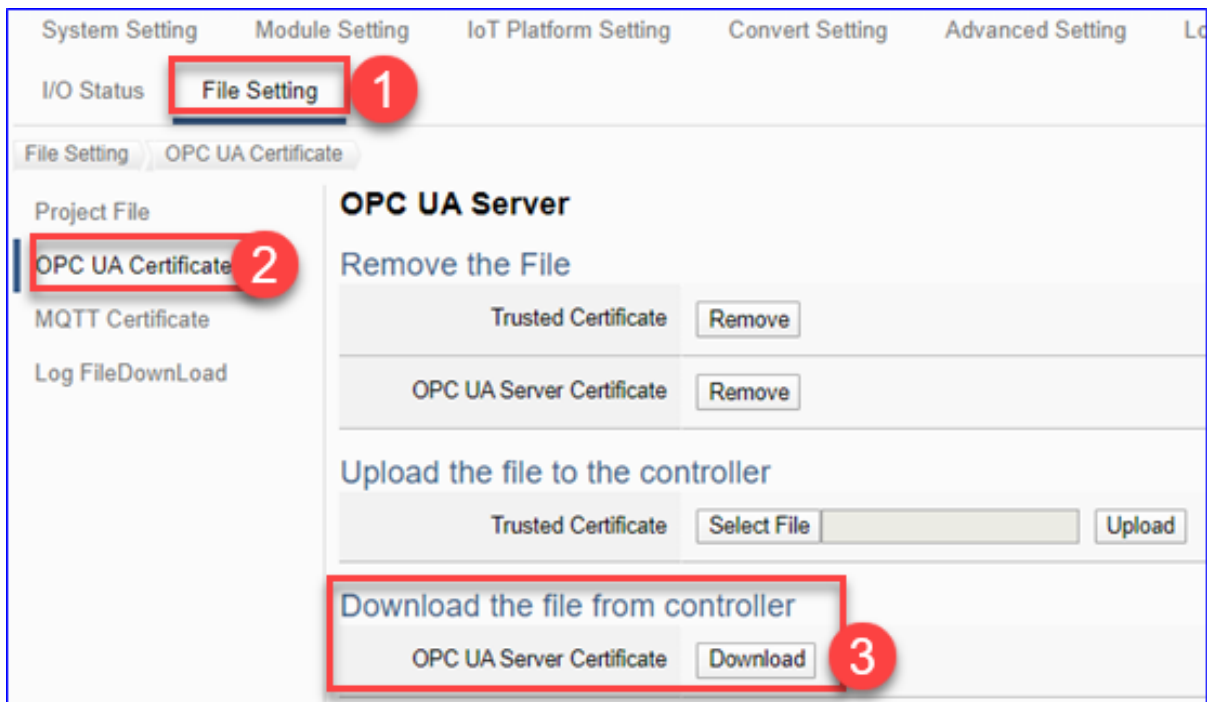 System Setting Module Setting IoT Platform Setting Convert Setting Advanced Setting
I/O Status File Setting 1
File Setting OPC UA Certificate
Project File
OPC UA Certificate 2
MQTT Certificate
Log FileDownLoad
OPC UA Server
Remove the File
Trusted Certificate Remove
OPC UA Server Certificate Remove
Upload the file to the controller
Trusted Certificate Select File Upload
Download the file from controller
OPC UA Server Certificate Download 3